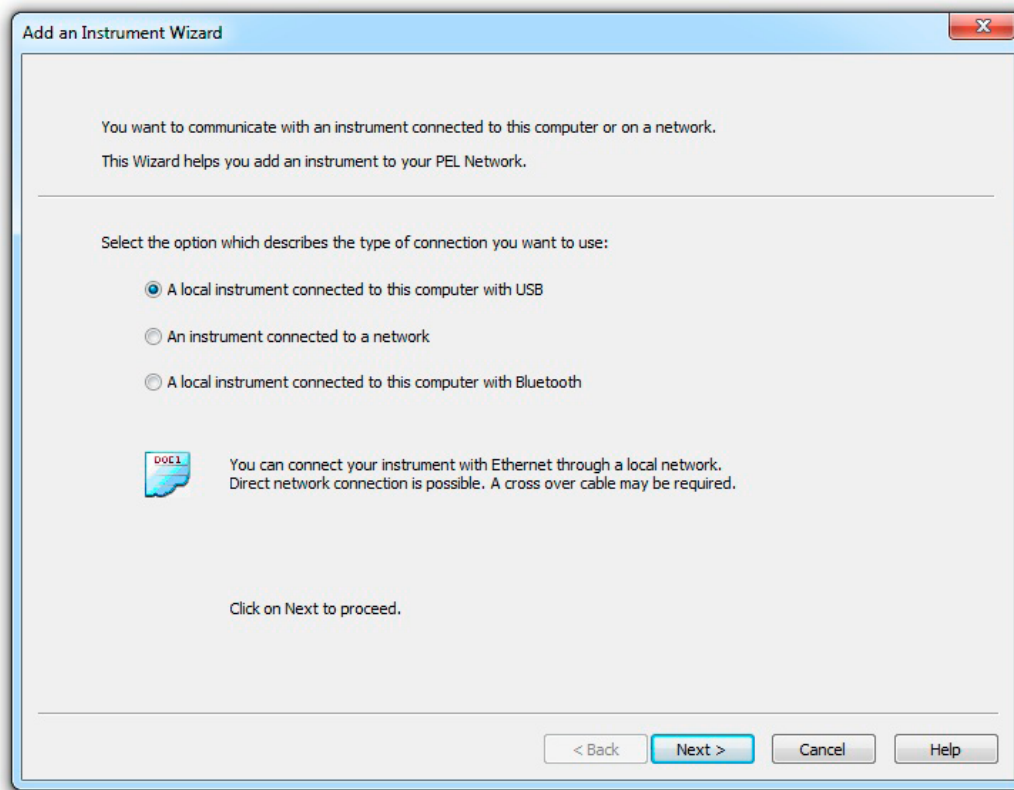 Add an Instrument Wizard
You want to communicate with an instrument connected to this computer or on a network.
This Wizard helps you add an instrument to your PEL Network.
Select the option which describes the type of connection you want to use:
A local instrument connected to this computer with USB
An instrument connected to a network
A local instrument connected to this computer with Bluetooth
DOC1
You can connect your instrument with Ethernet through a local network.
Direct network connection is possible. A cross over cable may be required.
Click on Next to proceed.
< Back Next > Cancel Help